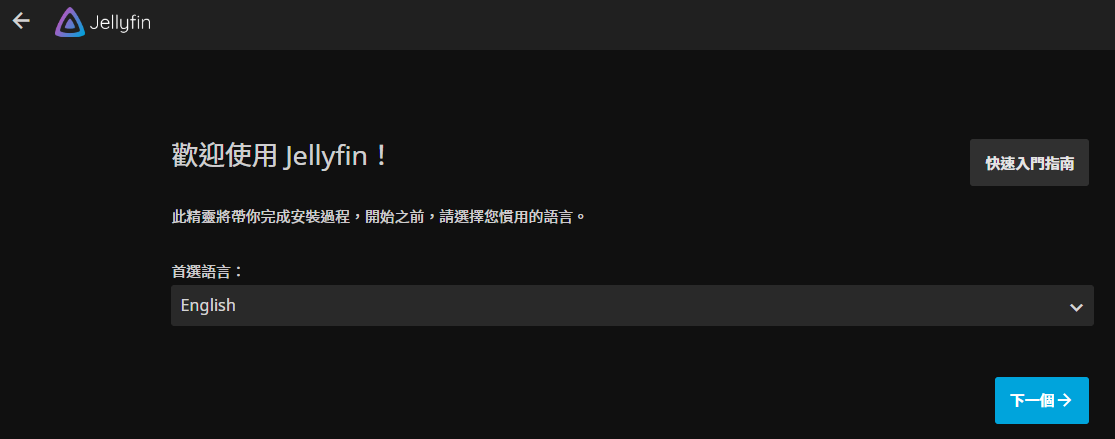 Jellyfin
歡迎使用 Jellyfin！
快速入門指南
此精靈將帶你完成安裝過程，開始之前，請選擇您慣用的語言。
首選語言：
English
下一個